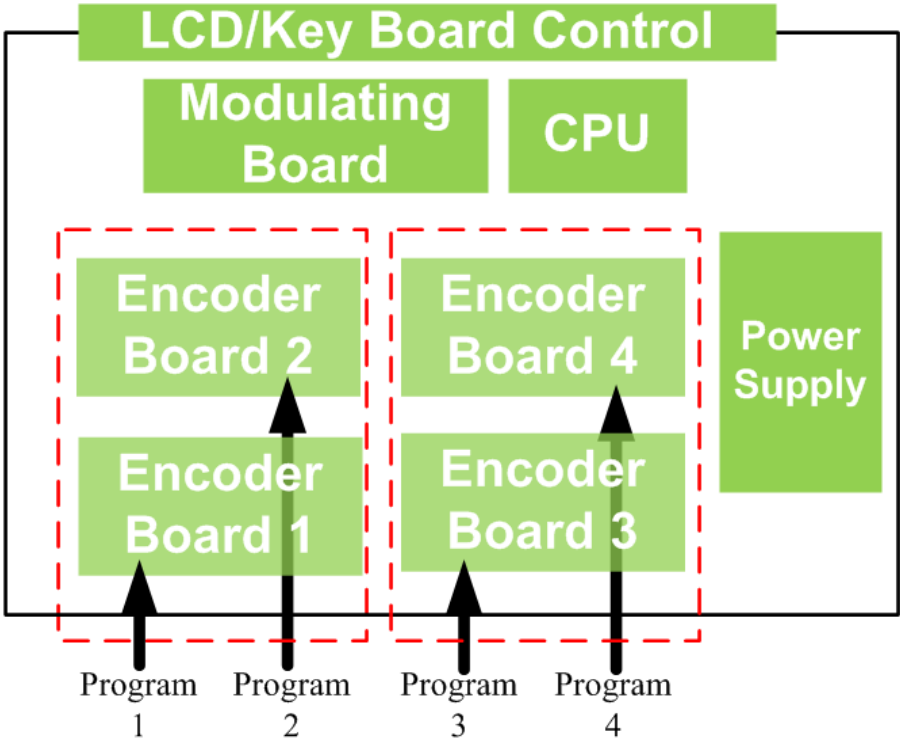 LCD/Key Board Control
Modulating
Board
CPU
Encoder
Board 2
Encoder
Board 4
Power
Supply
Encoder
Board 1
Encoder
Board 3
Program
1
Program
2
Program
3
Program
4